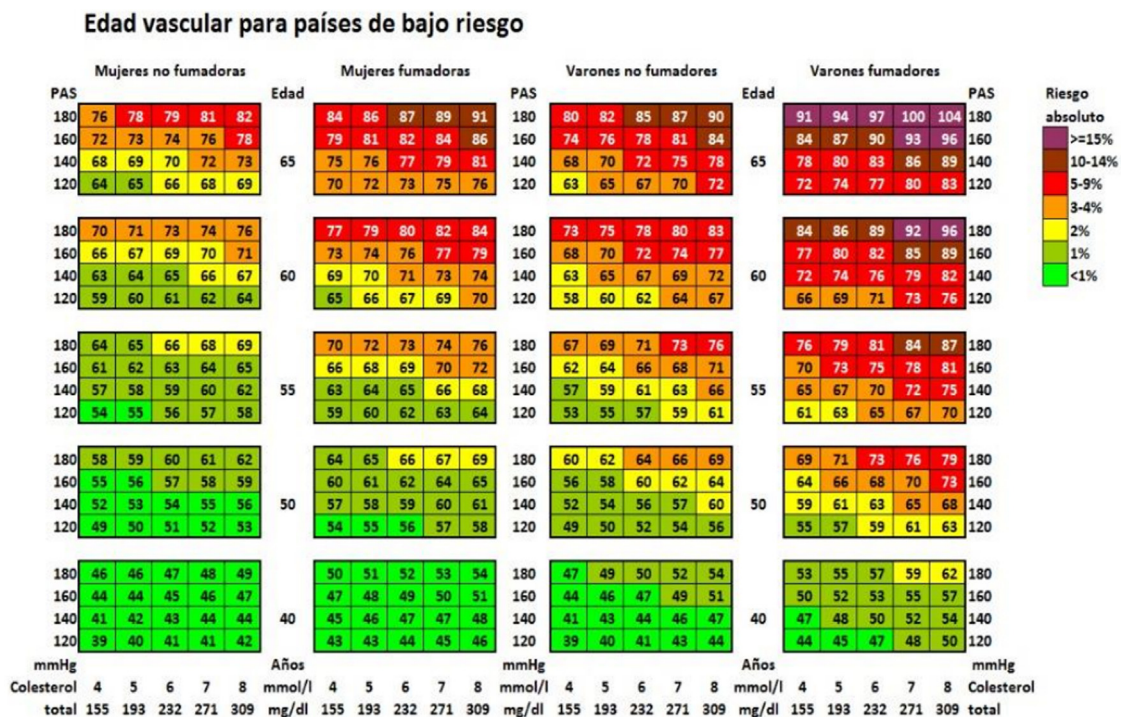 Edad vascular para países de bajo riesgo
Mujeres no fumadoras Mujeres fumadoras Varones no fumadores Varones fumadores
PAS Edad PAS Edad PAS Riesgo
180 76 78 79 81 82 84 86 87 89 91 180 80 82 85 87 90 91 94 97 100 104 180 absoluto
160 72 73 74 76 78 79 81 82 84 86 160 74 76 78 81 84 84 87 90 93 96 160 >=15%
140 68 69 70 72 73 65 75 76 77 79 81 140 68 70 72 75 78 65 78 80 83 86 89 140 10-14%
120 64 65 66 68 69 70 72 73 75 76 120 63 65 67 70 72 72 74 77 80 83 120 5-9%
3-4%
180 70 71 73 74 76 77 79 80 82 84 180 73 75 78 80 83 84 86 89 92 96 180 2%
160 66 67 69 70 71 73 74 76 77 79 160 68 70 72 74 77 77 80 82 85 89 160 1%
140 63 64 65 66 67 60 69 70 71 73 74 140 63 65 67 69 72 60 72 74 76 79 82 140 <1%
120 59 60 61 62 64 65 66 67 69 70 120 58 60 62 64 67 66 69 71 73 76 120
180 64 65 66 68 69 70 72 73 74 76 180 67 69 71 73 76 76 79 81 84 87 180
160 61 62 63 64 65 66 68 69 70 72 160 62 64 66 68 71 70 73 75 78 81 160
140 57 58 59 60 62 55 63 64 65 66 68 140 57 59 61 63 66 55 65 67 70 72 75 140
120 54 55 56 57 58 59 60 62 63 64 120 53 55 57 59 61 61 63 65 67 70 120
180 58 59 60 61 62 64 65 66 67 69 180 60 62 64 66 69 69 71 73 76 79 180
160 55 56 57 58 59 60 61 62 64 65 160 56 58 60 62 64 64 66 68 70 73 160
140 52 53 54 55 56 50 57 58 59 60 61 140 52 54 56 57 60 50 59 61 63 65 68 140
120 49 50 51 52 53 54 55 56 57 58 120 49 50 52 54 56 55 57 59 61 63 120
180 46 46 47 48 49 50 51 52 53 54 180 47 49 50 52 54 53 55 57 59 62 180
160 44 44 45 46 47 47 48 49 50 51 160 44 46 47 49 51 50 52 53 55 57 160
140 41 42 43 44 44 40 45 46 47 47 48 140 41 43 44 46 47 40 47 48 50 52 54 140
120 39 40 41 41 42 43 43 44 45 46 120 39 40 41 43 44 44 45 47 48 50 120
mmHg Años mmHg Años mmHg
Colesterol 4 5 6 7 8 mmol/l 4 5 6 7 8 mmol/l 4 5 6 7 8 mmol/l 4 5 6 7 8 Colesterol
total 155 193 232 271 309 mg/dl 155 193 232 271 309 mg/dl 155 193 232 271 309 mg/dl 155 193 232 271 309 total